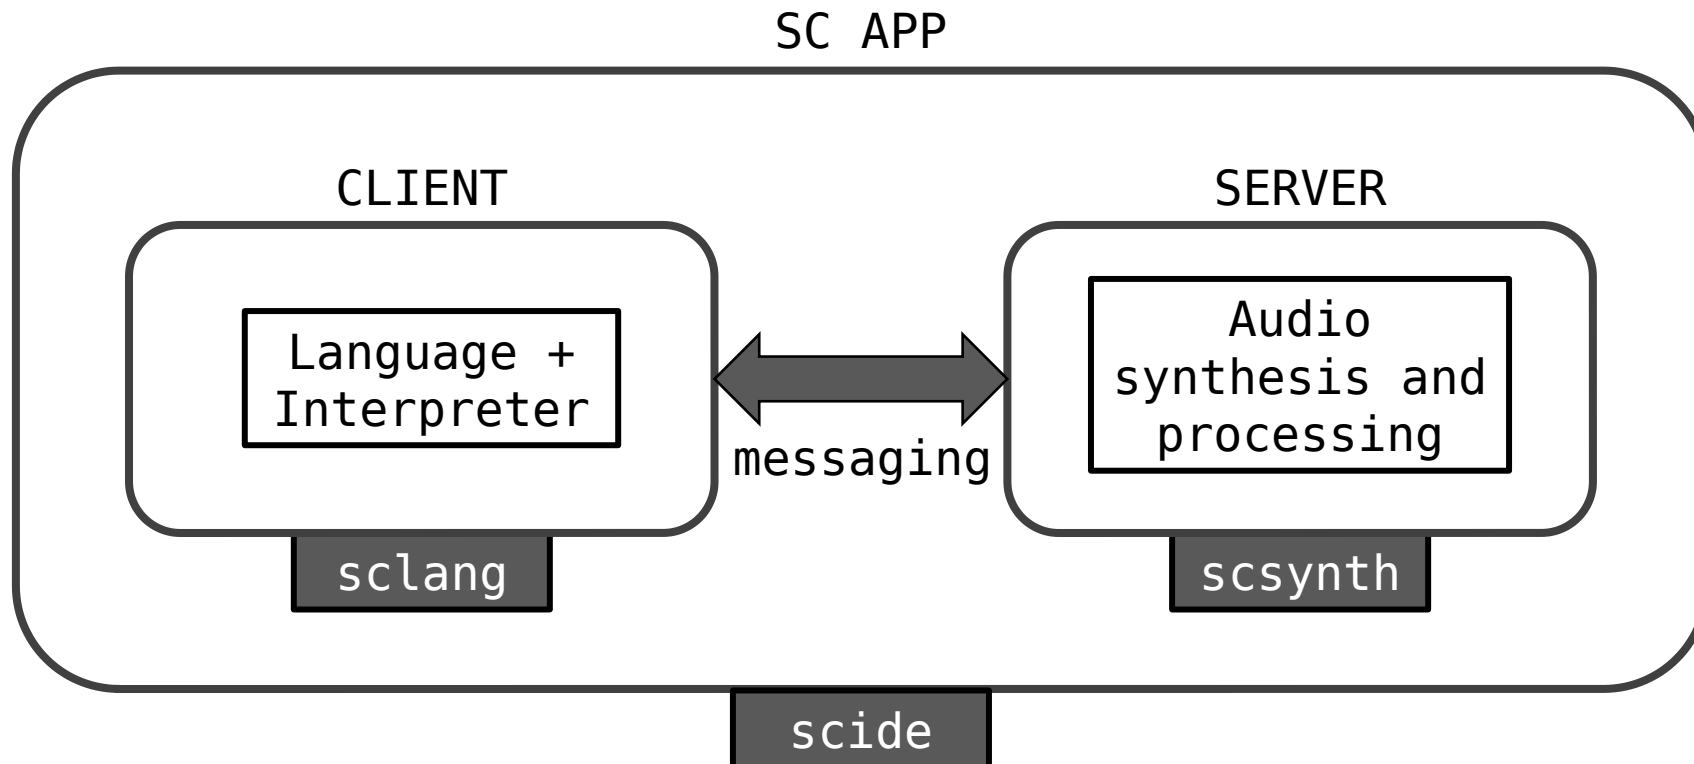 SC APP
CLIENT
SERVER
Language +
Interpreter
messaging
Audio
synthesis and
processing
sclang
scsynth
scide